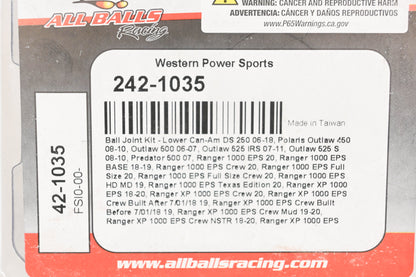 WARNING: CANCER AND REPRODUCTIVE HARM
ADVERTENCIA: CÁNCER Y DAÑOS REPRODUCTIVOS
www.P65Warnings.ca.gov
ALL BALLS
Racing
Western Power Sports
242-1035
Made in Taiwan
Ball Joint Kit - Lower Can-Am DS 250 06-18, Polaris Outlaw 450
08-10, Outlaw 500 06-07, Outlaw 525 IRS 07-11, Outlaw 525 S
08-10, Predator 500 07, Ranger 1000 EPS 20, Ranger 1000 EPS
BASE 18-19, Ranger 1000 EPS Crew 20, Ranger 1000 EPS Full
Size 20, Ranger 1000 EPS Full Size Crew 20, Ranger 1000 EPS
HD MD 19, Ranger 1000 EPS Texas Edition 20, Ranger XP 1000
EPS 18-20, Ranger XP 1000 EPS Crew 20, Ranger XP 1000 EPS
Crew Built After 7/01/18 19, Ranger XP 1000 EPS Crew Built
Before 7/01/18 19, Ranger XP 1000 EPS Crew Mud 19-20,
Ranger XP 1000 EPS Crew NSTR 18-20, Ranger XP 1000 EPS
42-1035
FSI0-00-
www.allballsracing.com